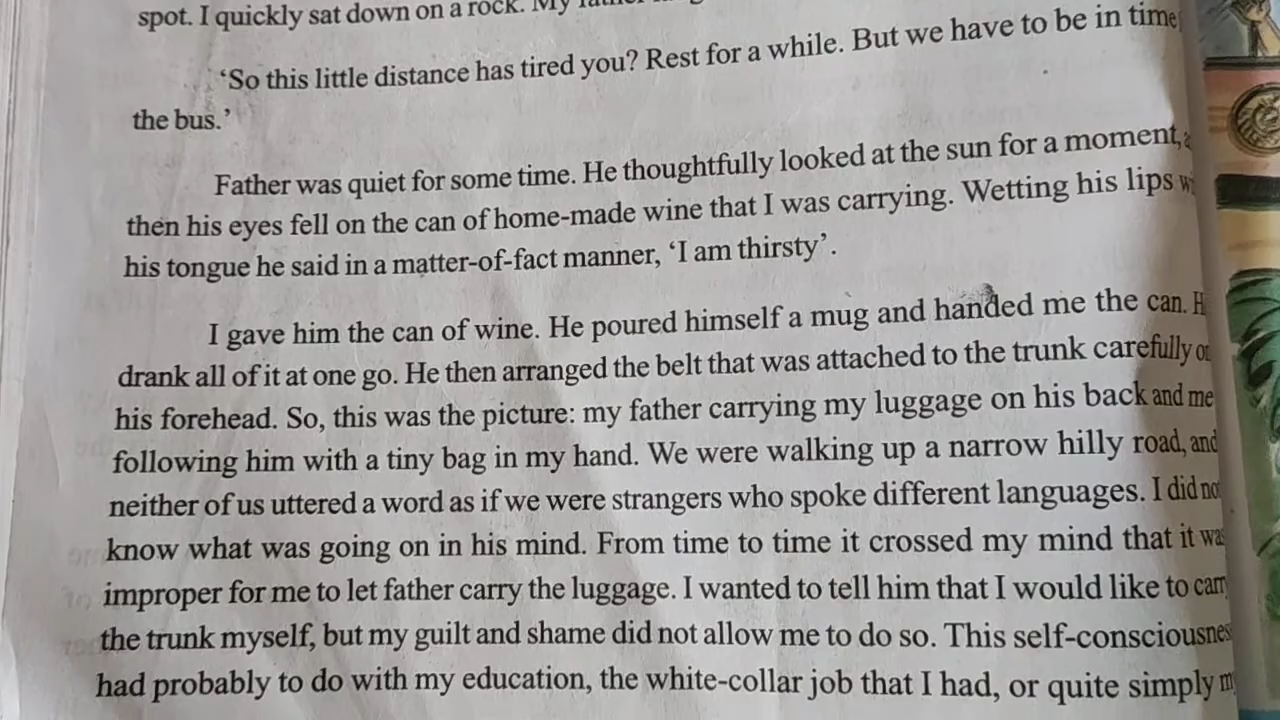 spot. I quickly sat down on a rock. My
'So this little distance has tired you? Rest for a while. But we have to be in time
the bus.'
Father was quiet for some time. He thoughtfully looked at the sun for a moment,
then his eyes fell on the can of home-made wine that I was carrying. Wetting his lips
his tongue he said in a matter-of-fact manner, 'I am thirsty'.
I gave him the can of wine. He poured himself a mug and handed me the can.
drank all of it at one go. He then arranged the belt that was attached to the trunk carefully
his forehead. So, this was the picture: my father carrying my luggage on his back and me
following him with a tiny bag in my hand. We were walking up a narrow hilly road, and
neither of us uttered a word as if we were strangers who spoke different languages. I did
know what was going on in his mind. From time to time it crossed my mind that it
improper for me to let father carry the luggage. I wanted to tell him that I would like to
the trunk myself, but my guilt and shame did not allow me to do so. This
had probably to do with my education, the white-collar job that I had, or quite simply